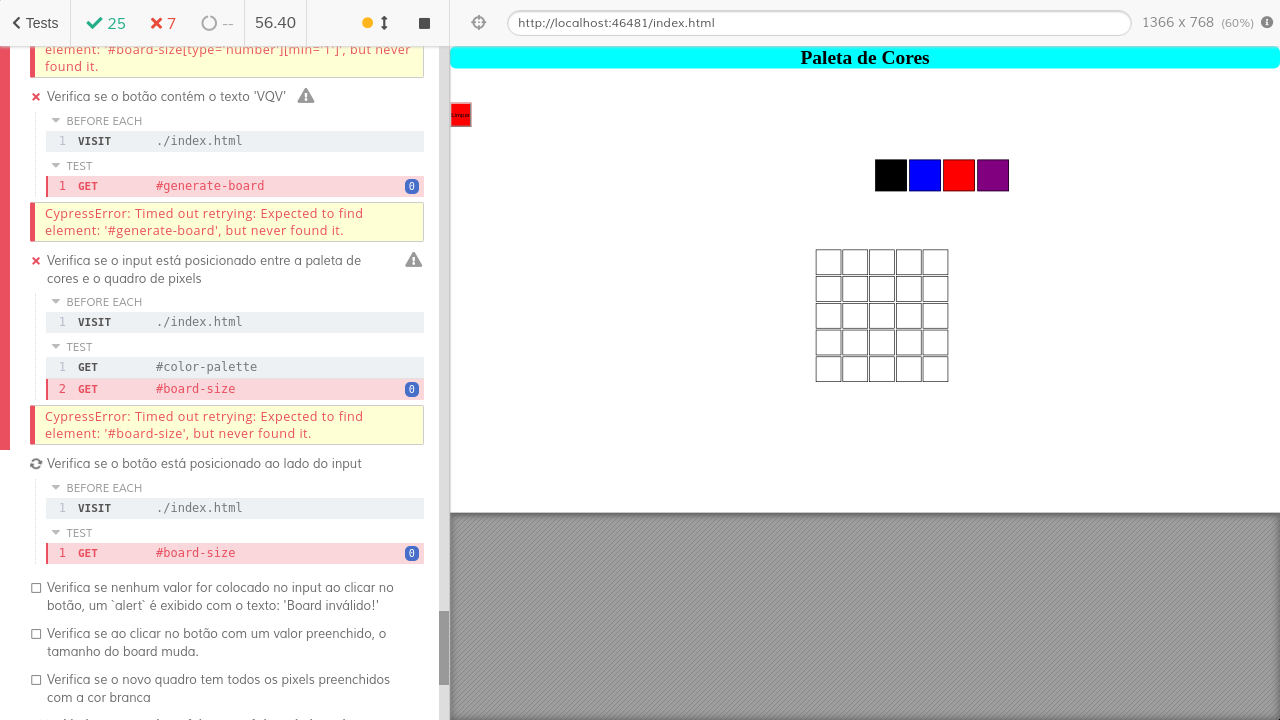 Tests
25
7
--
56.40
http://localhost:46481/index.html
1366 x 768 (60%)
element: '#board-size[type='number'][min='1']', but never
found it.
Verifica se o botão contém o texto 'VQV'
BEFORE EACH
1 VISIT ./index.html
TEST
1 GET #generate-board 0
CypressError: Timed out retrying: Expected to find
element: '#generate-board', but never found it.
Verifica se o input está posicionado entre a paleta de
cores e o quadro de pixels
BEFORE EACH
1 VISIT ./index.html
TEST
1 GET #color-palette
2 GET #board-size 0
CypressError: Timed out retrying: Expected to find
element: '#board-size', but never found it.
Verifica se o botão está posicionado ao lado do input
BEFORE EACH
1 VISIT ./index.html
TEST
1 GET #board-size 0
Verifica se nenhum valor for colocado no input ao clicar no
botão, um `alert` é exibido com o texto: 'Board inválido!'
Verifica se ao clicar no botão com um valor preenchido, o
tamanho do board muda.
Verifica se o novo quadro tem todos os pixels preenchidos
com a cor branca
Paleta de Cores